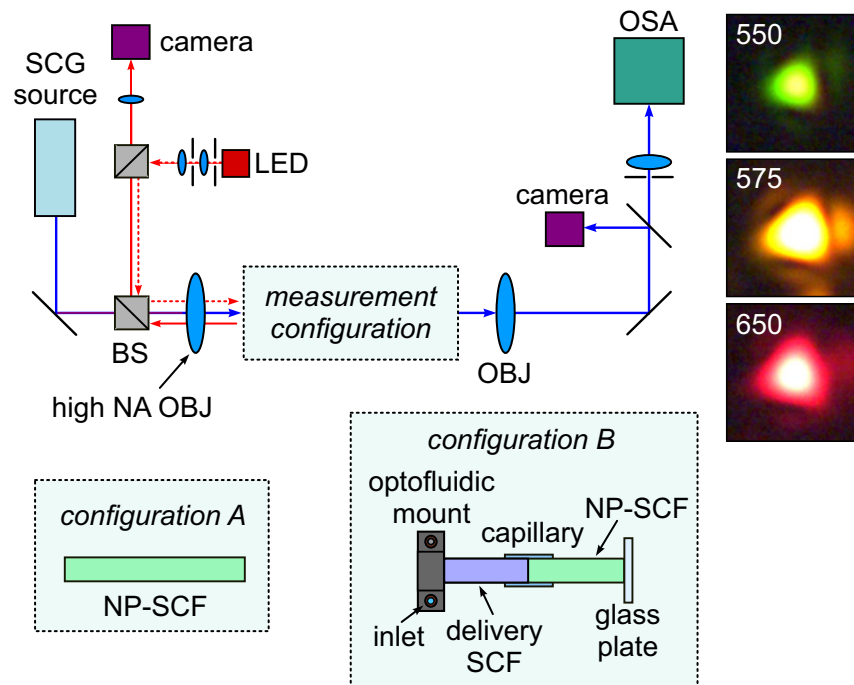 camera
SCG
source
LED
BS
high NA OBJ
measurement
configuration
OBJ
camera
OSA
550
575
650
configuration A
NP-SCF
configuration B
optofluidic
mount
capillary
NP-SCF
inlet
delivery
SCF
glass
plate